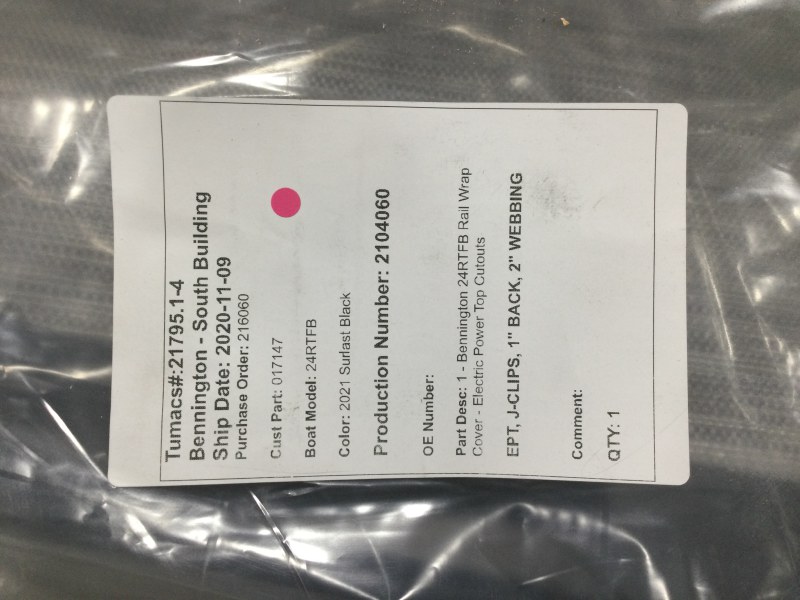 Tumacs#:21795.1-4
Bennington - South Building
Ship Date: 2020-11-09
Purchase Order: 216060
Cust Part: 017147
Boat Model: 24RTFB
Color: 2021 Surlast Black
Production Number: 2104060
OE Number:
Part Desc: 1 - Bennington 24RTFB Rail Wrap
Cover - Electric Power Top Cutouts
EPT, J-CLIPS, 1" BACK, 2" WEBBING
Comment:
QTY: 1